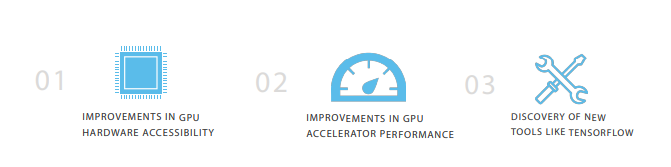 01
IMPROVEMENTS IN GPU
HARDWARE ACCESSIBILITY
02
IMPROVEMENTS IN GPU
ACCELERATOR PERFORMANCE
03
DISCOVERY OF NEW
TOOLS LIKE TENSORFLOW